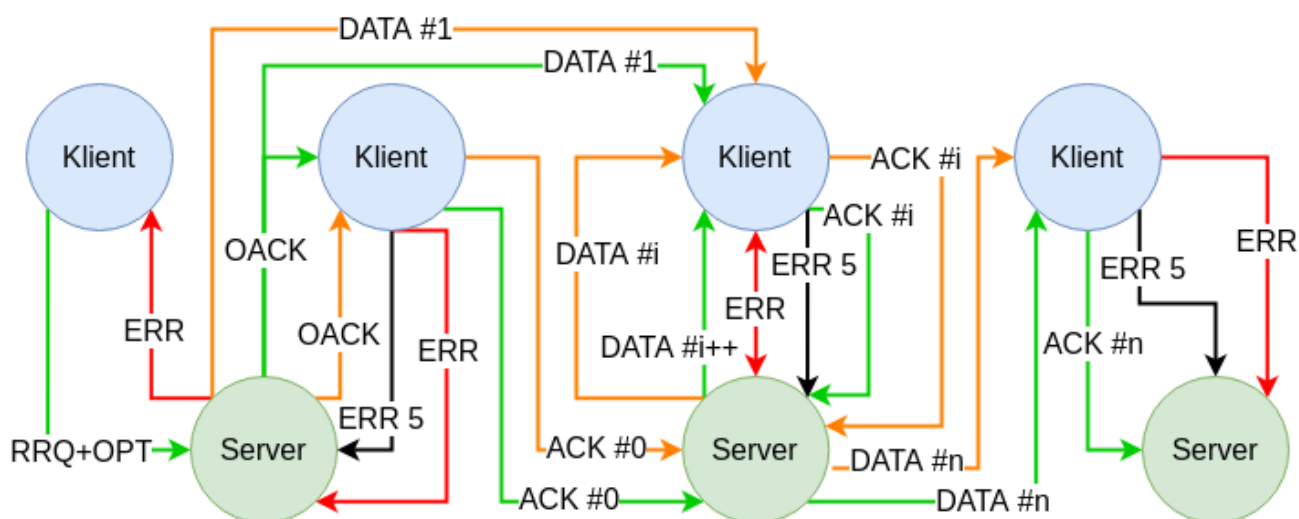 DATA #1
DATA #1
Klient
Klient
Klient
Klient
ACK #i
ACK #i
OACK
DATA #i
ERR 5
ERR
ERR 5
ERR
OACK
ERR
ERR
DATA #i++
ACK #n
ERR 5
RRQ+OPT
Server
ACK #0
Server
DATA #n
Server
ACK #0
DATA #n